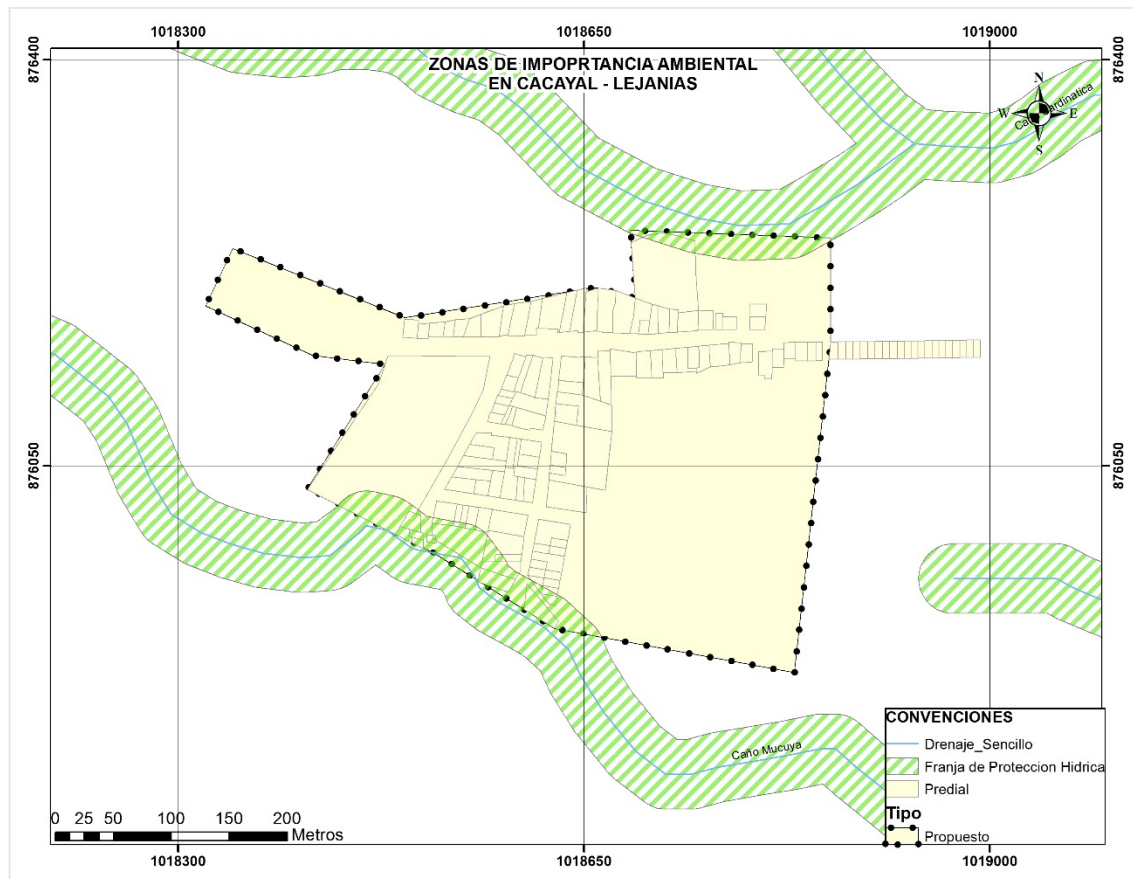 1018300 1018650 1019000
876400 876400
ZONAS DE IMPOPRTANCIA AMBIENTAL
EN CACAYAL - LEJANIAS
N
W E
S
876050 876050
Caño Mucuya
CONVENCIONES
Drenaje_Sencillo
Franja de Proteccion Hidrica
Predial
Tipo
Propuesto
0 25 50 100 150 200
Metros
1018300 1018650 1019000